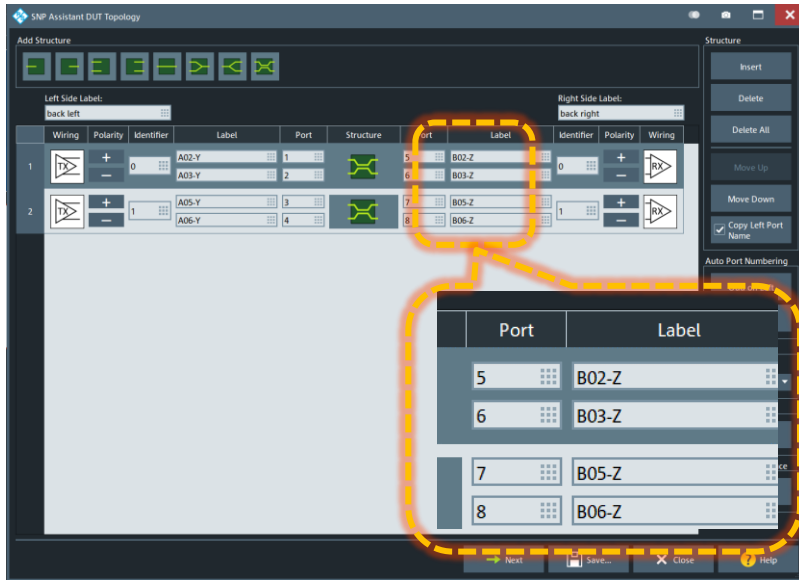 SNP Assistant DUT Topology
Add Structure
Structure
Insert
Left Side Label:
Right Side Label:
back left
back right
Delete
Wiring Polarity Identifier Label Port Structure Port Label Identifier Polarity Wiring
Delete All
1 TX + − 0 A02-Y 1 5 B02-Z 0 + − RX
A03-Y 2 6 B03-Z
Move Up
Move Down
2 TX + − 1 A05-Y 3 7 B05-Z 1 + − RX
A06-Y 4 8 B06-Z
Copy Left Port
Name
Auto Port Numbering
Port Label
5 B02-Z
6 B03-Z
7 B05-Z
8 B06-Z
Next Save... Close ? Help